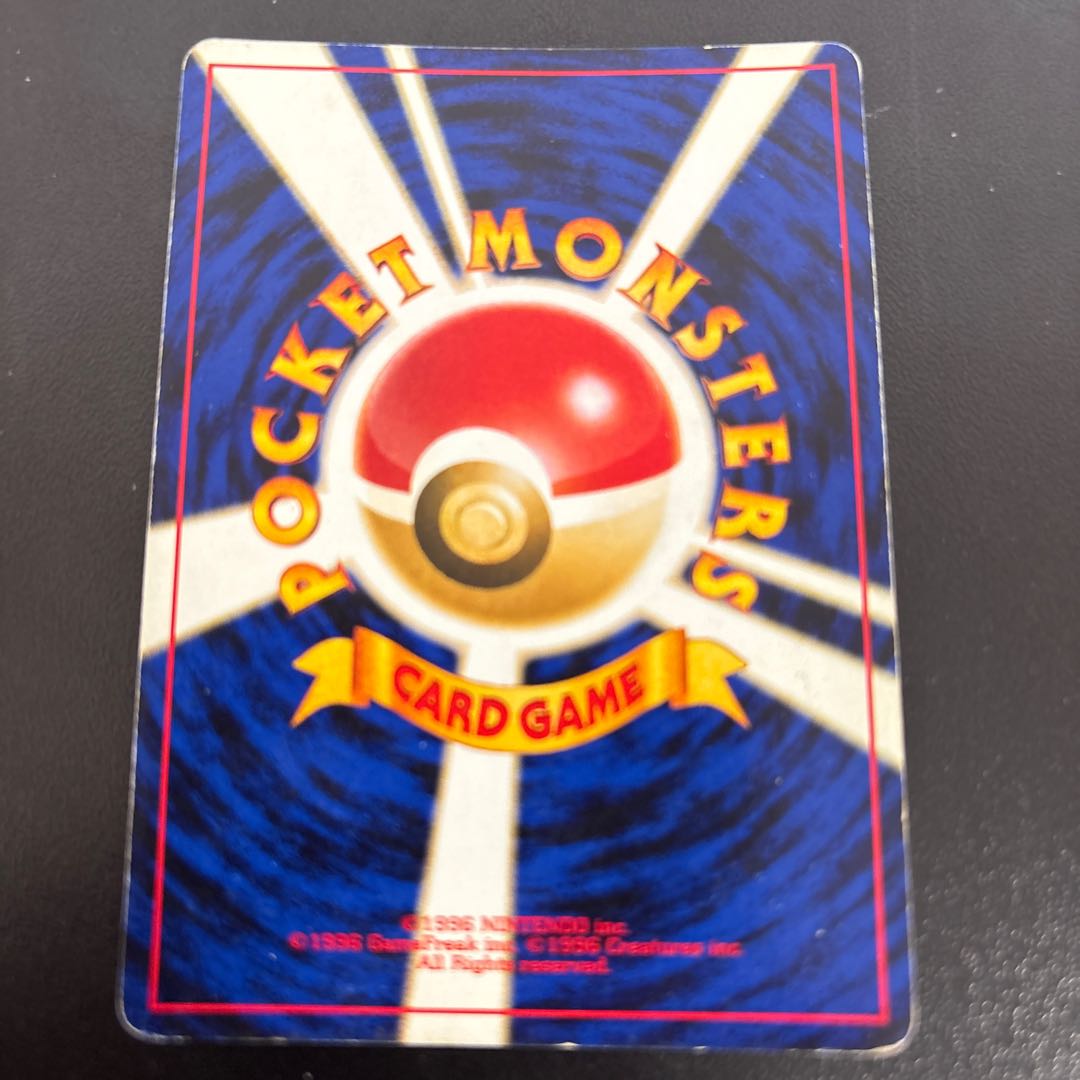 POCKET MONSTERS
CARD GAME
©1996 NINTENDO inc.
©1996 GameFreak inc. ©1996 Creatures inc.
All Rights reserved.